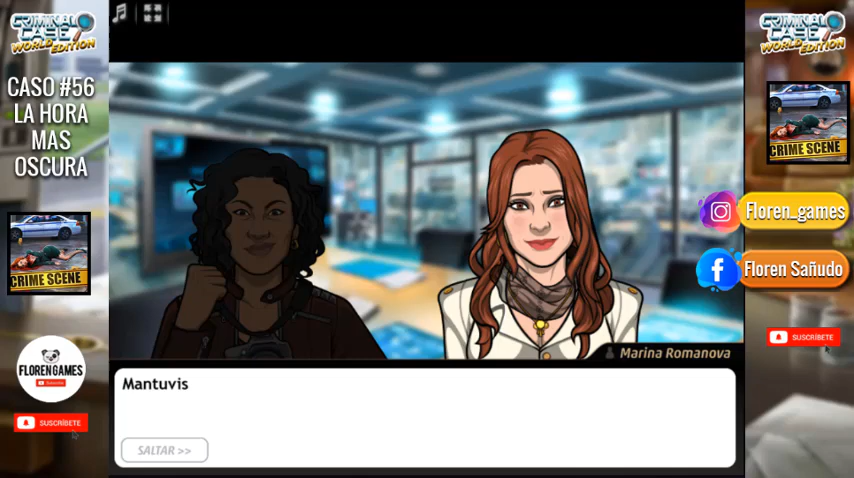 CRIMINAL
CASE
WORLD EDITION
CASO #56
LA HORA
MAS
OSCURA
CRIME SCENE
FLOREN GAMES
SUSCRÍBETE
Marina Romanova
Mantuvis
SALTAR >>
CRIMINAL
CASE
WORLD EDITION
CRIME SCENE
Floren_games
Floren Sañudo
SUSCRÍBETE